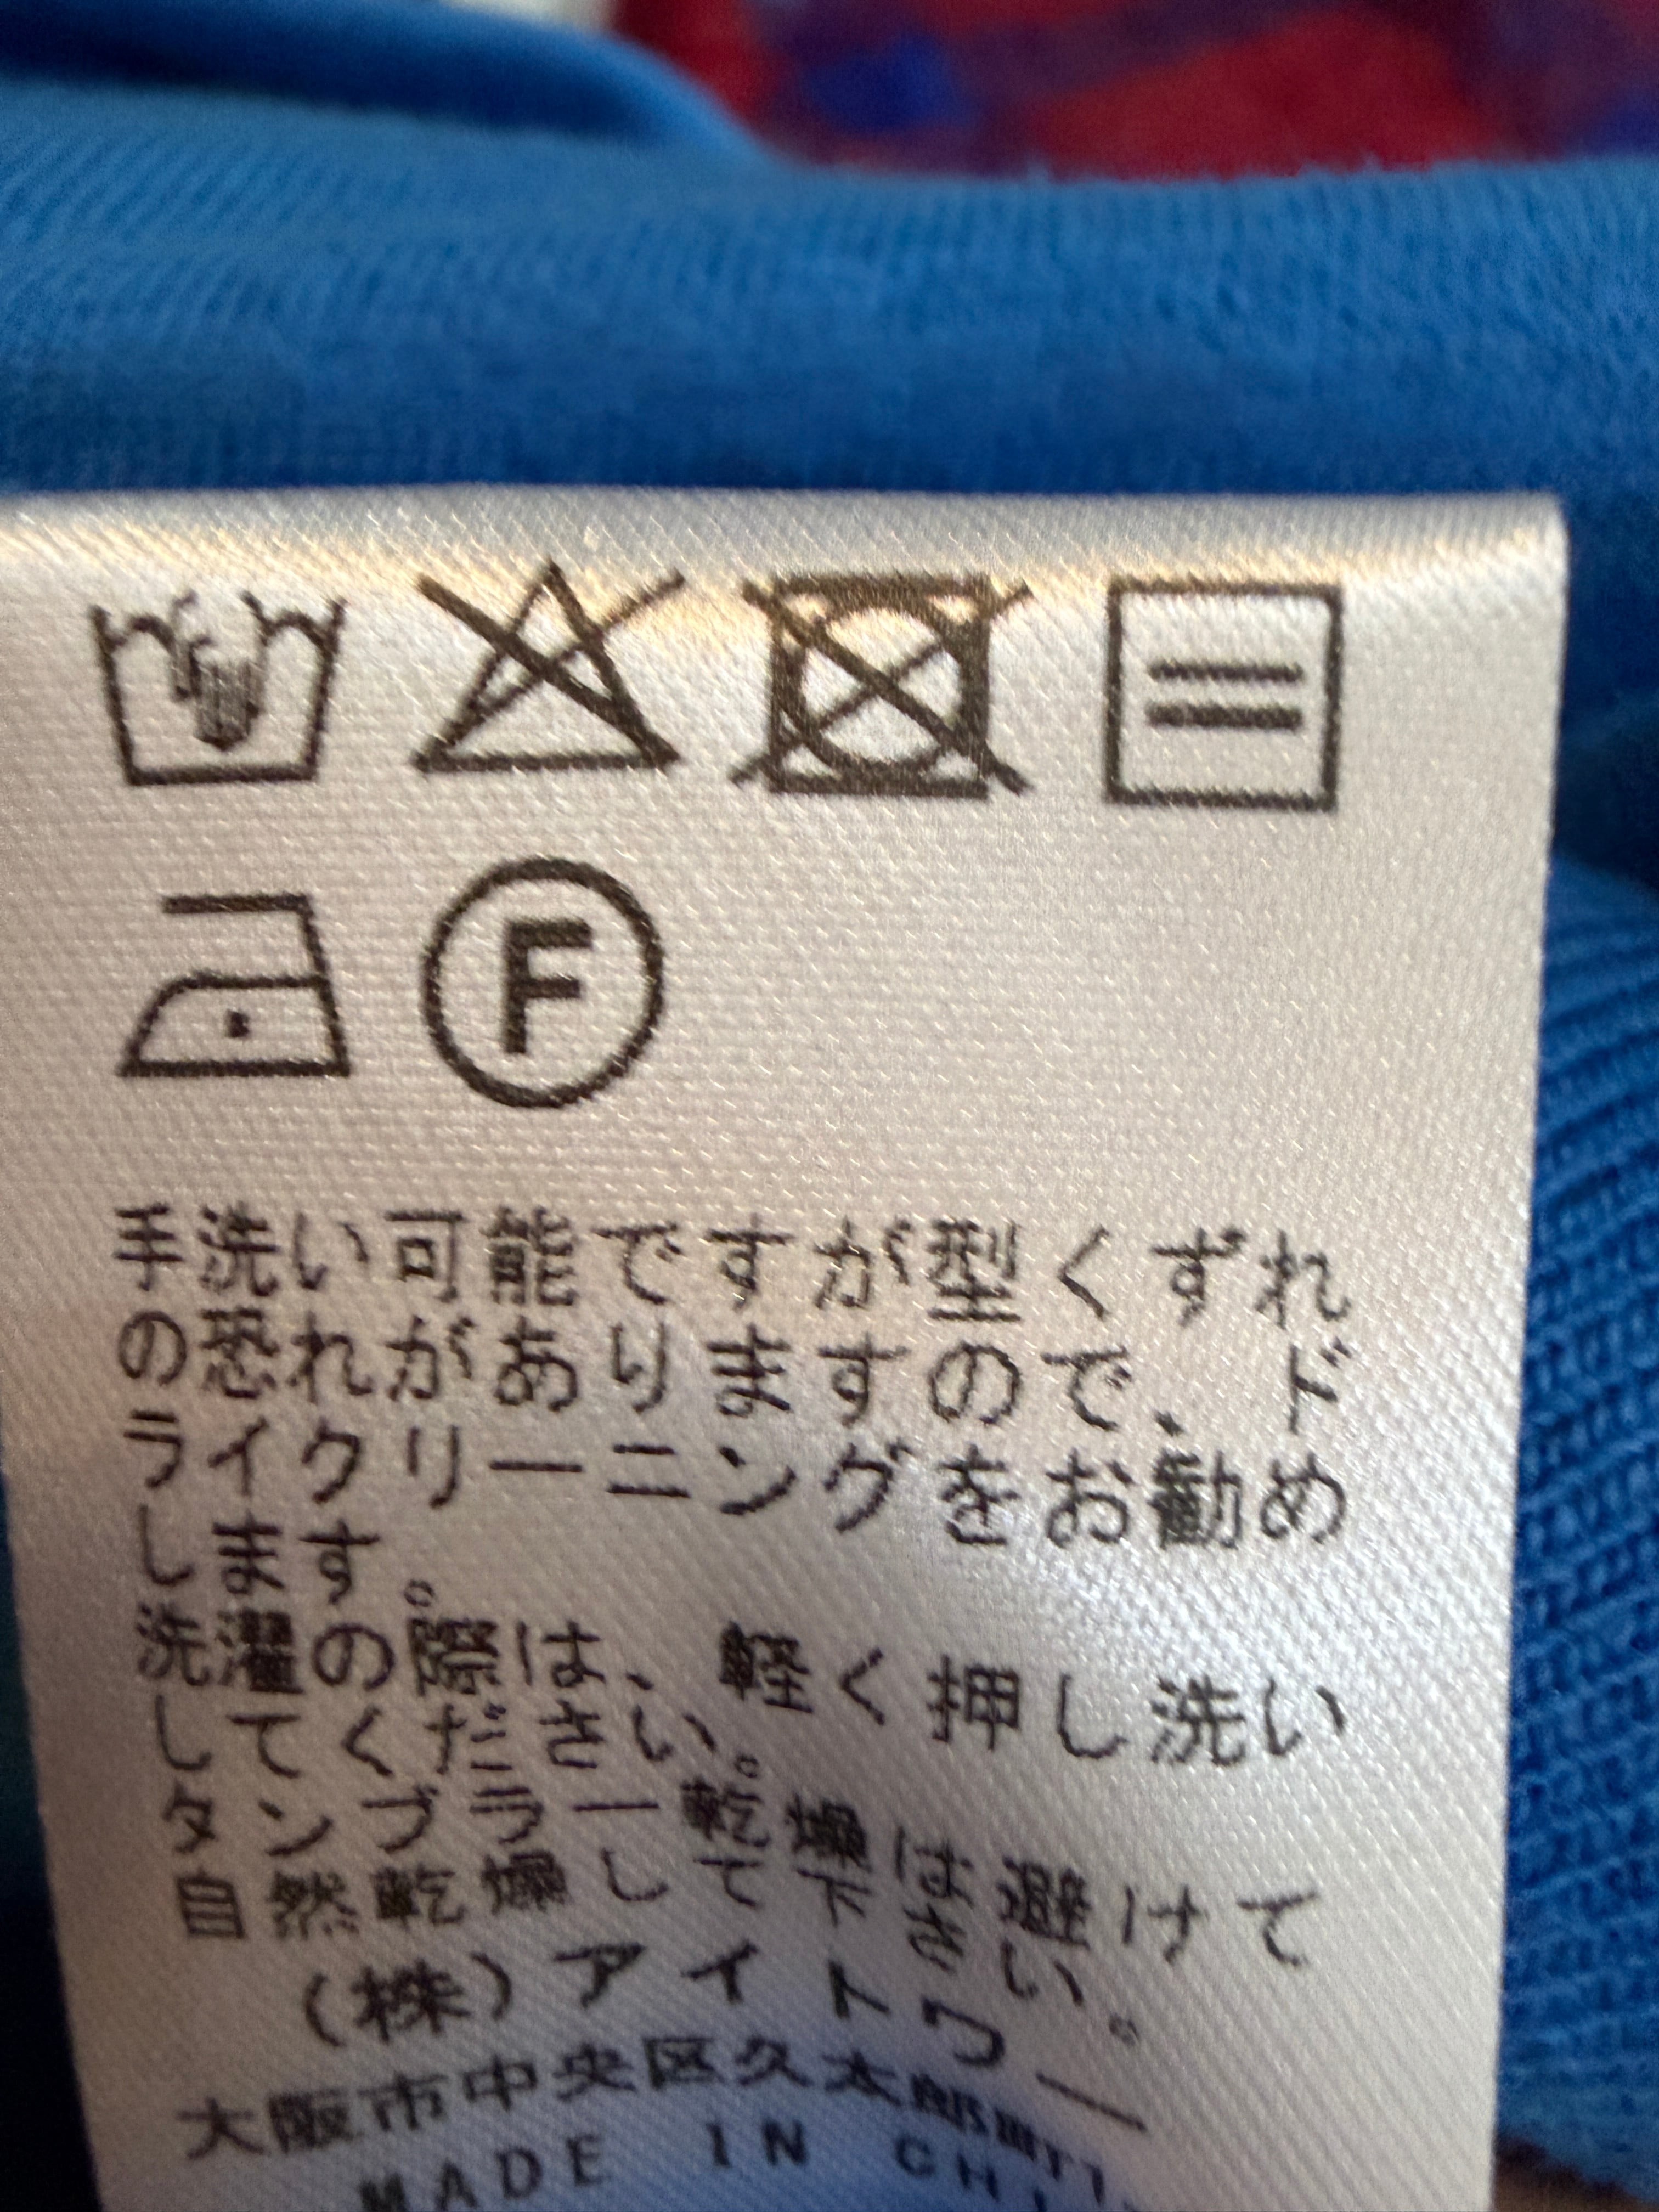 F
手洗い可能ですが型くずれ
の恐れがありますので、ド
ライクリーニングをお勧め
します。
洗濯の際は、軽く押し洗い
してください。
タンブラー乾燥は避けて
自然乾燥して下さい。
(株)アイトワー
大阪市中央区久太郎町1
MADE IN